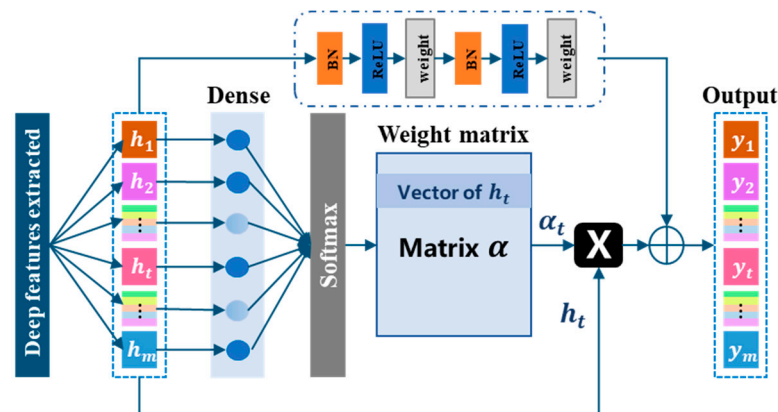 BN
ReLU
weight
BN
ReLU
weight
Dense
Output
Deep features extracted
h₁
h₂
⋮
hₜ
⋮
hₘ
Softmax
Weight matrix
Vector of hₜ
Matrix α
αₜ
X
hₜ
y₁
y₂
⋮
yₜ
⋮
yₘ